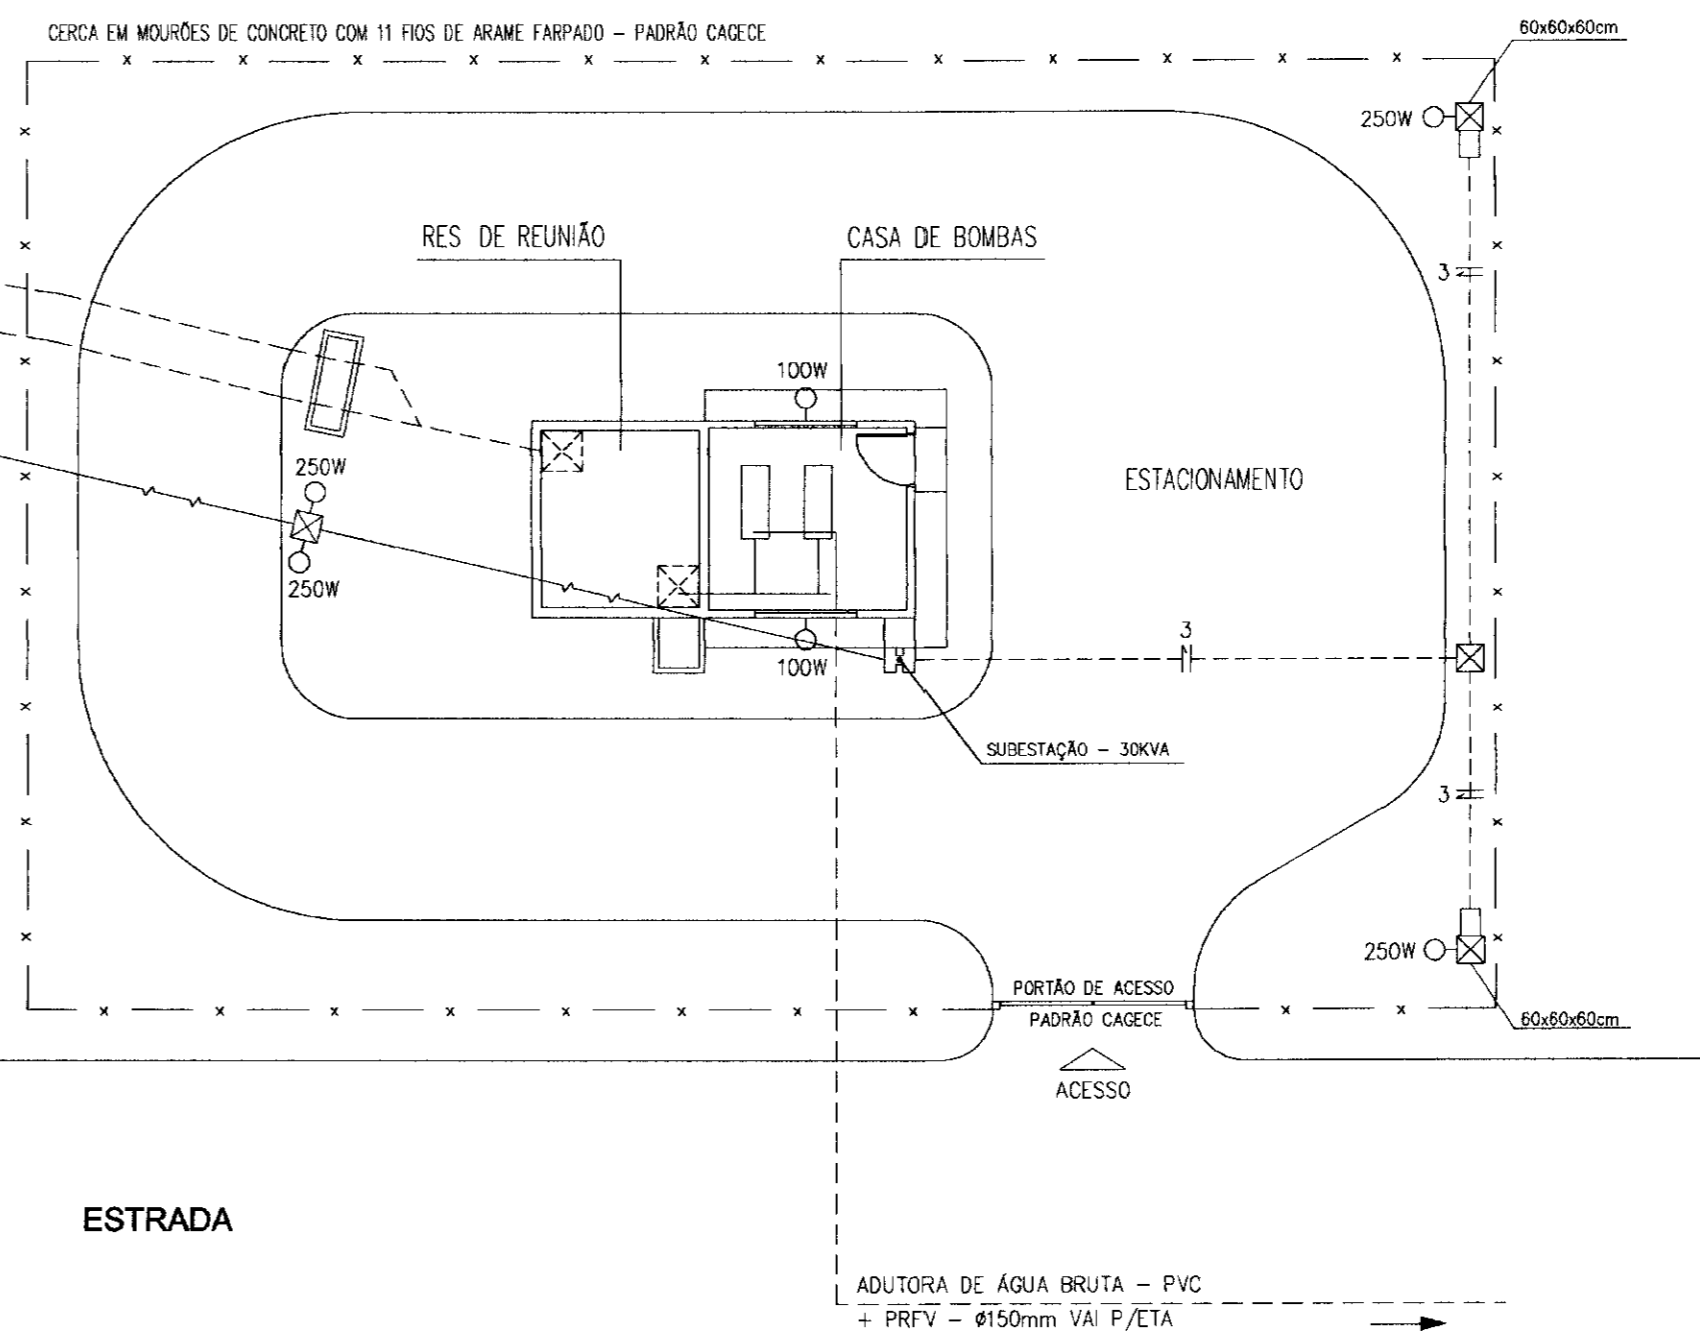 CERCA EM MOURÕES DE CONCRETO COM 11 FIOS DE ARAME FARPADO – PADRÃO CAGECE
60x60x60cm
250W
RES DE REUNIÃO
CASA DE BOMBAS
3
100W
250W
ESTACIONAMENTO
250W
3
100W
SUBESTAÇÃO – 30KVA
3
250W
PORTÃO DE ACESSO
PADRÃO CAGECE
60x60x60cm
ACESSO
ESTRADA
ADUTORA DE ÁGUA BRUTA – PVC
+ PRFV – Ø150mm VAI P/ETA